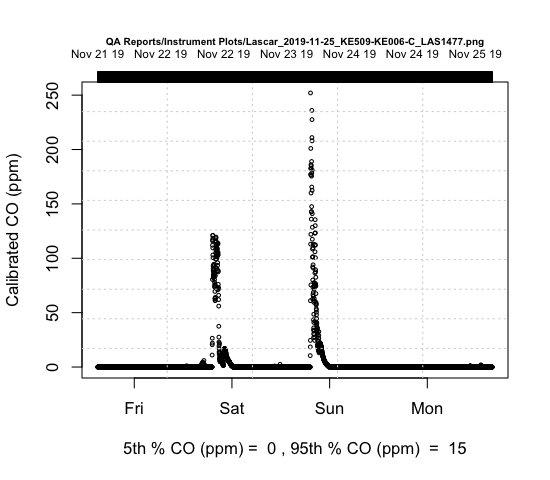 QA Reports/Instrument Plots/Lascar_2019-11-25_KE509-KE006-C_LAS1477.png
Nov 21 19 Nov 22 19 Nov 22 19 Nov 23 19 Nov 24 19 Nov 24 19 Nov 25 19
250
200
150
100
50
0
Calibrated CO (ppm)
Fri Sat Sun Mon
5th % CO (ppm) = 0 , 95th % CO (ppm) = 15